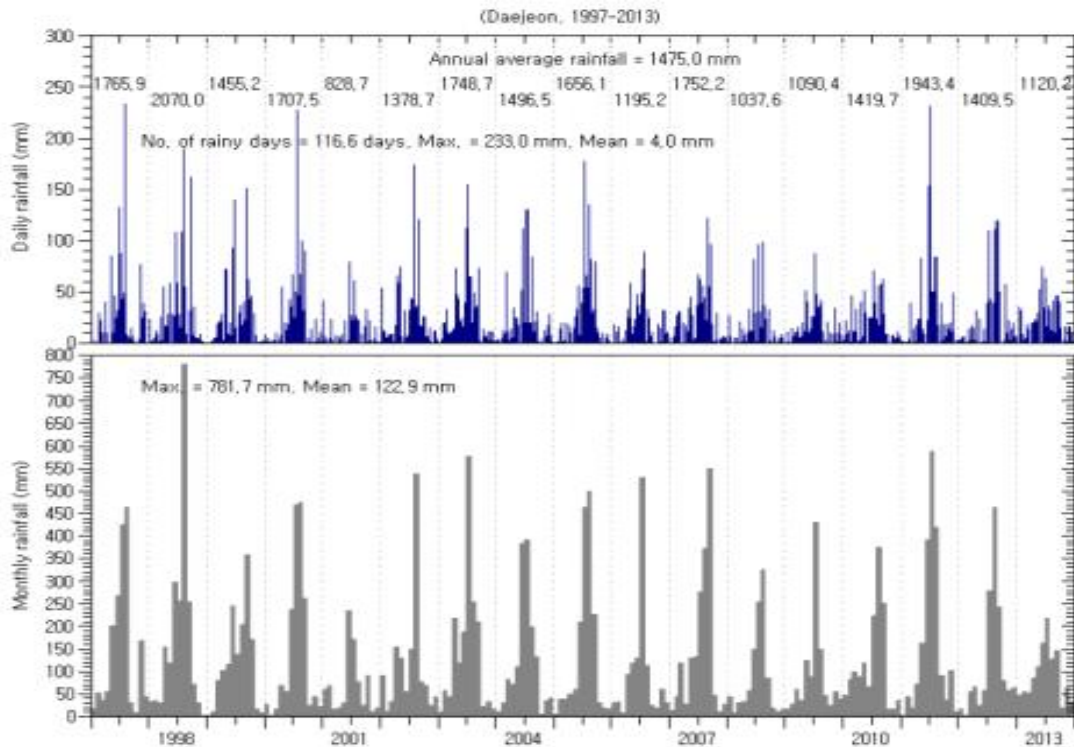 (Daejeon, 1997-2013)
300
Annual average rainfall = 1475,0 mm
1765,9 1455,2 828,7 1748,7 1656,1 1752,2 1090,4 1943,4 1120,2
250
2070,0 1707,5 1378,7 1496,5 1195,2 1037,6 1419,7 1409,5
200
No, of rainy days = 116,6 days, Max, = 233,0 mm, Mean = 4,0 mm
150
100
50
0
Daily rainfall (mm)
800
750
Max, = 781,7 mm, Mean = 122,9 mm
700
650
600
550
500
450
400
350
300
250
200
150
100
50
0
Monthly rainfall (mm)
1998 2001 2004 2007 2010 2013